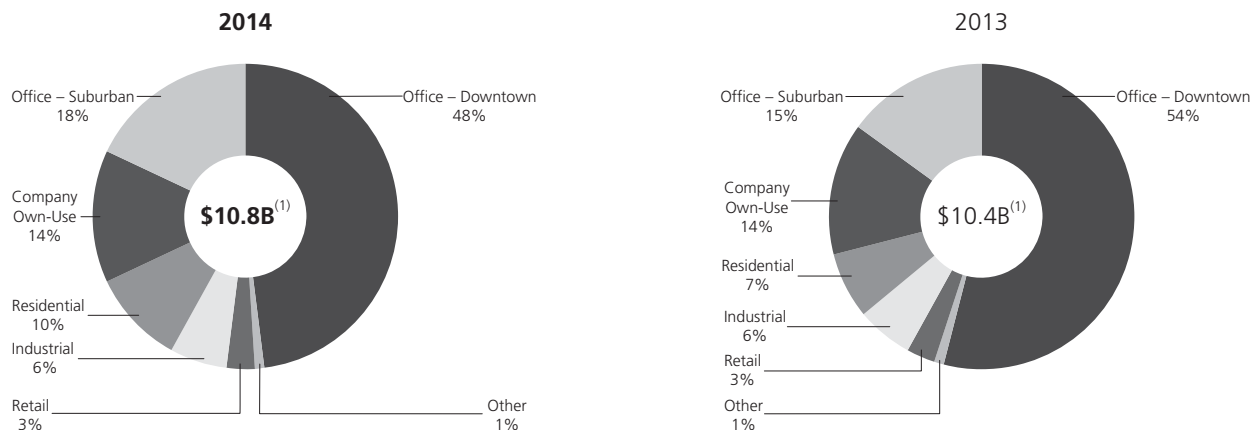 2014
Office – Suburban
18%
Office – Downtown
48%
Company
Own-Use
14%
$10.8B(1)
Residential
10%
Industrial
6%
Retail
3%
Other
1%
2013
Office – Suburban
15%
Office – Downtown
54%
Company
Own-Use
14%
$10.4B(1)
Residential
7%
Industrial
6%
Retail
3%
Other
1%